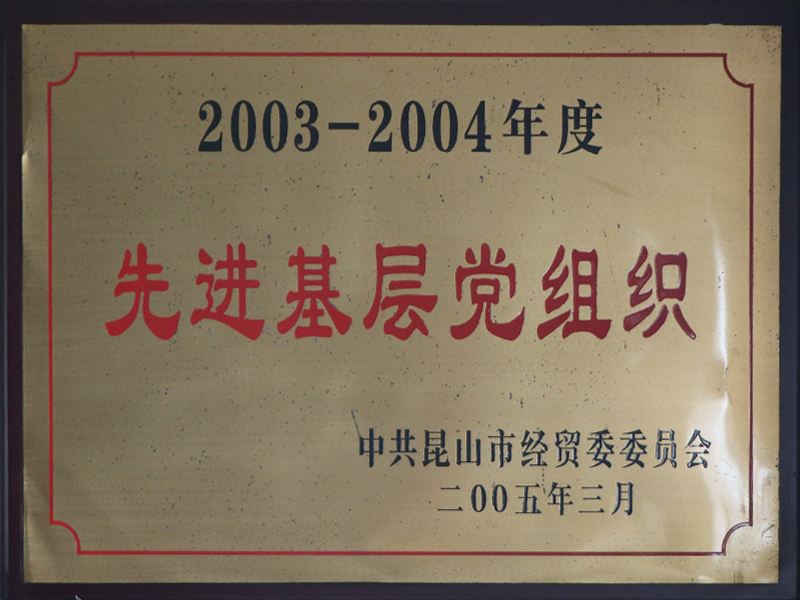 2003-2004年度
先进基层党组织
中共昆山市经贸委委员会
二00五年三月